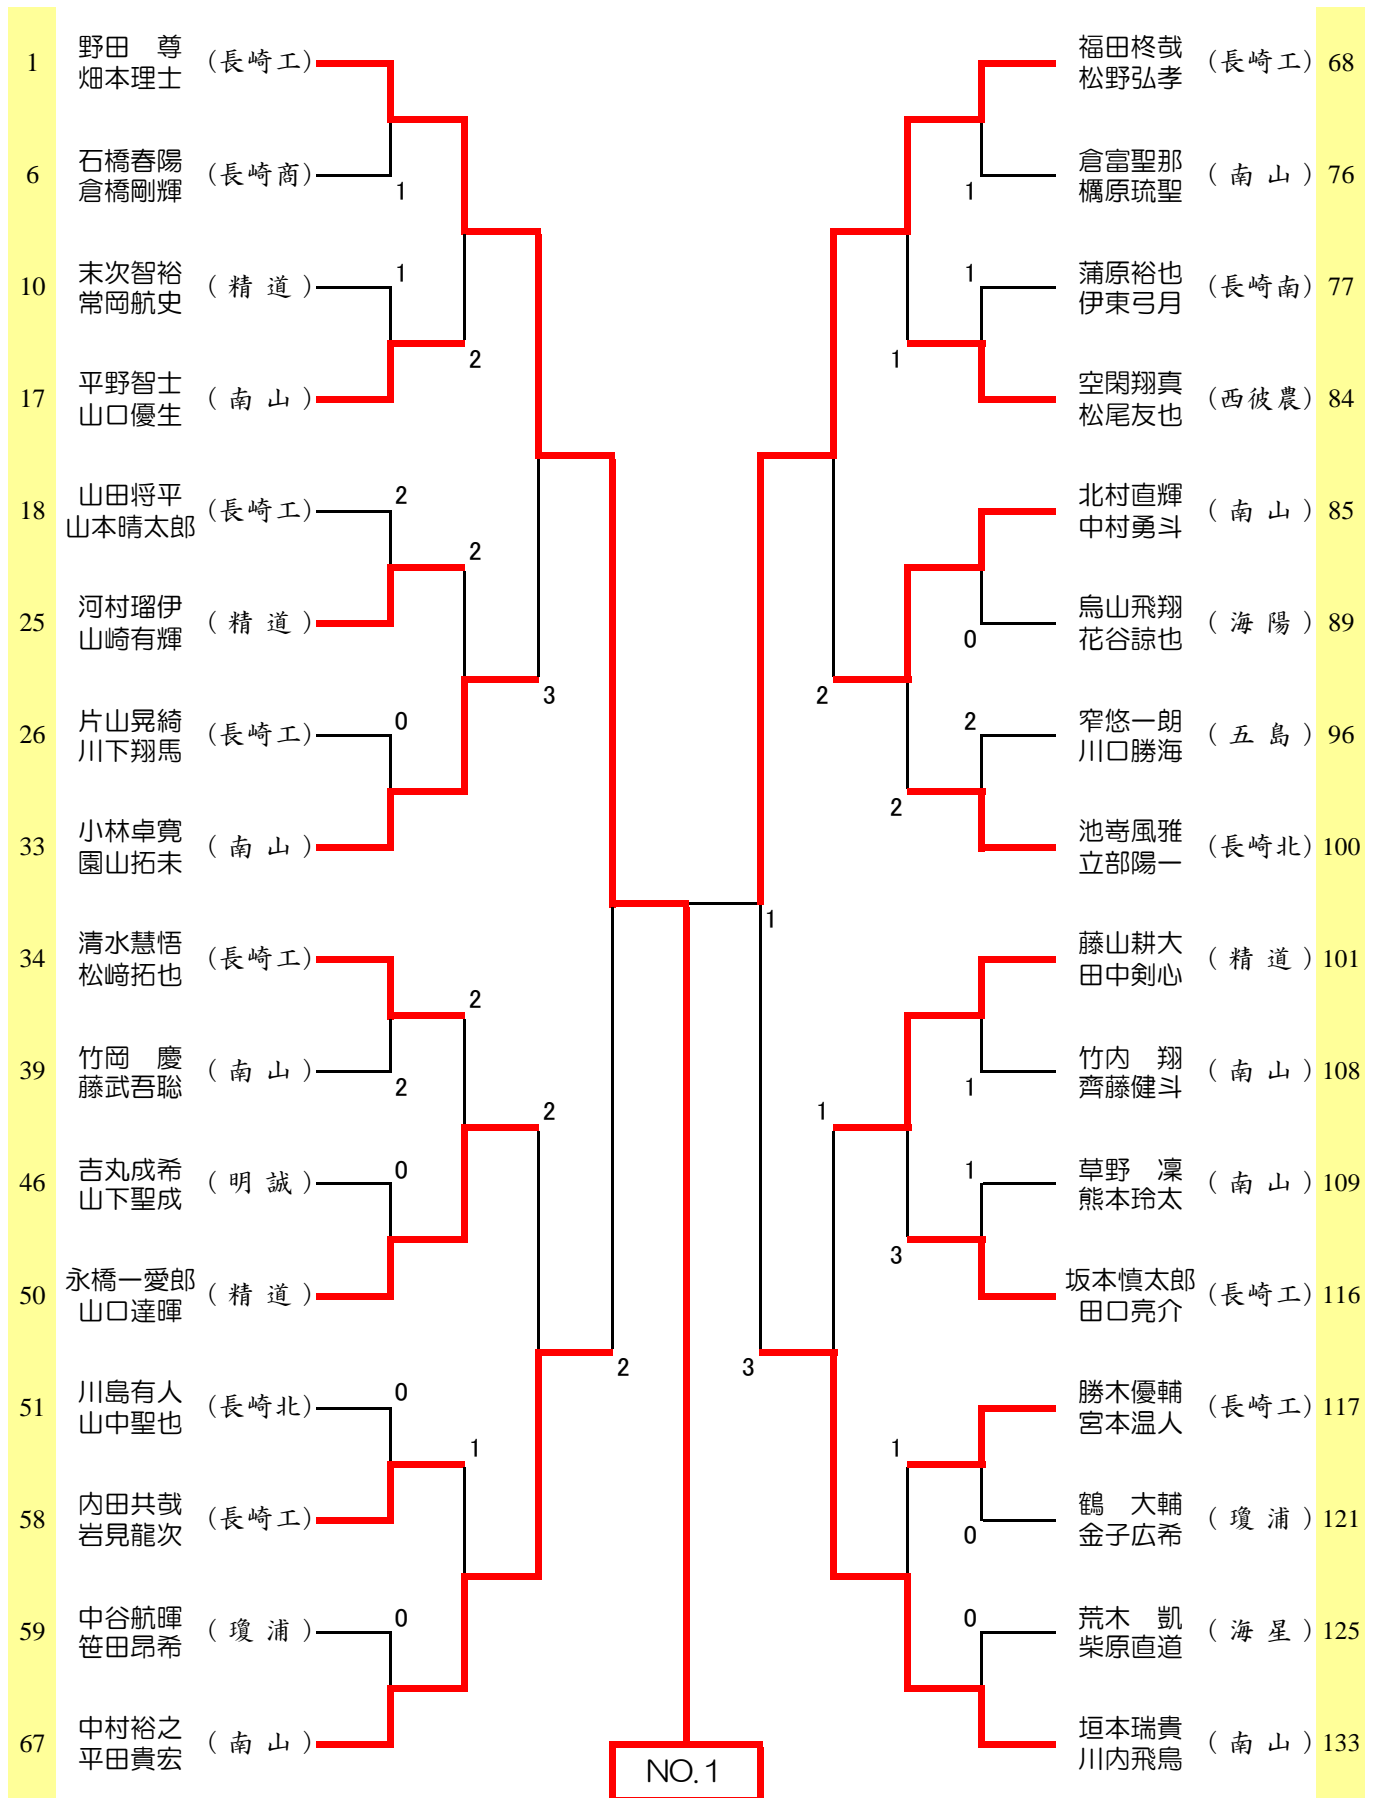 1 野田　尊 (長崎工)
畑本理士
1
6 石橋春陽 (長崎商)
倉橋剛輝
10 末次智裕 (精道)
常岡航史
1
2
17 平野智士 (南山)
山口優生
18 山田将平 (長崎工)
山本晴太郎
2
2
25 河村瑠伊 (精道)
山崎有輝
3
26 片山晃綺 (長崎工)
川下翔馬
0
33 小林卓寛 (南山)
園山拓未
34 清水慧悟 (長崎工)
松﨑拓也
2
39 竹岡　慶 (南山)
藤武吾聡
2
2
46 吉丸成希 (明誠)
山下聖成
0
50 永橋一愛郎 (精道)
山口達暉
2
51 川島有人 (長崎北)
山中聖也
0
1
58 内田共哉 (長崎工)
岩見龍次
59 中谷航暉 (瓊浦)
笹田昂希
0
67 中村裕之 (南山)
平田貴宏
福田柊哉 (長崎工) 68
松野弘孝
1
倉富聖那 (南山) 76
櫔原琉聖
1
蒲原裕也 (長崎南) 77
伊東弓月
1
空閑翔真 (西彼農) 84
松尾友也
北村直輝 (南山) 85
中村勇斗
烏山飛翔 (海陽) 89
花谷諒也
0
2
2
窄悠一朗 (五島) 96
川口勝海
2
池嵜風雅 (長崎北) 100
立部陽一
1
藤山耕大 (精道) 101
田中剣心
竹内　翔 (南山) 108
齊藤健斗
1
1
草野　凜 (南山) 109
熊本玲太
1
3
坂本慎太郎 (長崎工) 116
田口亮介
3
勝木優輔 (長崎工) 117
宮本温人
1
鶴　大輔 (瓊浦) 121
金子広希
0
荒木　凱 (海星) 125
柴原直道
0
垣本瑞貴 (南山) 133
川内飛鳥
NO.1